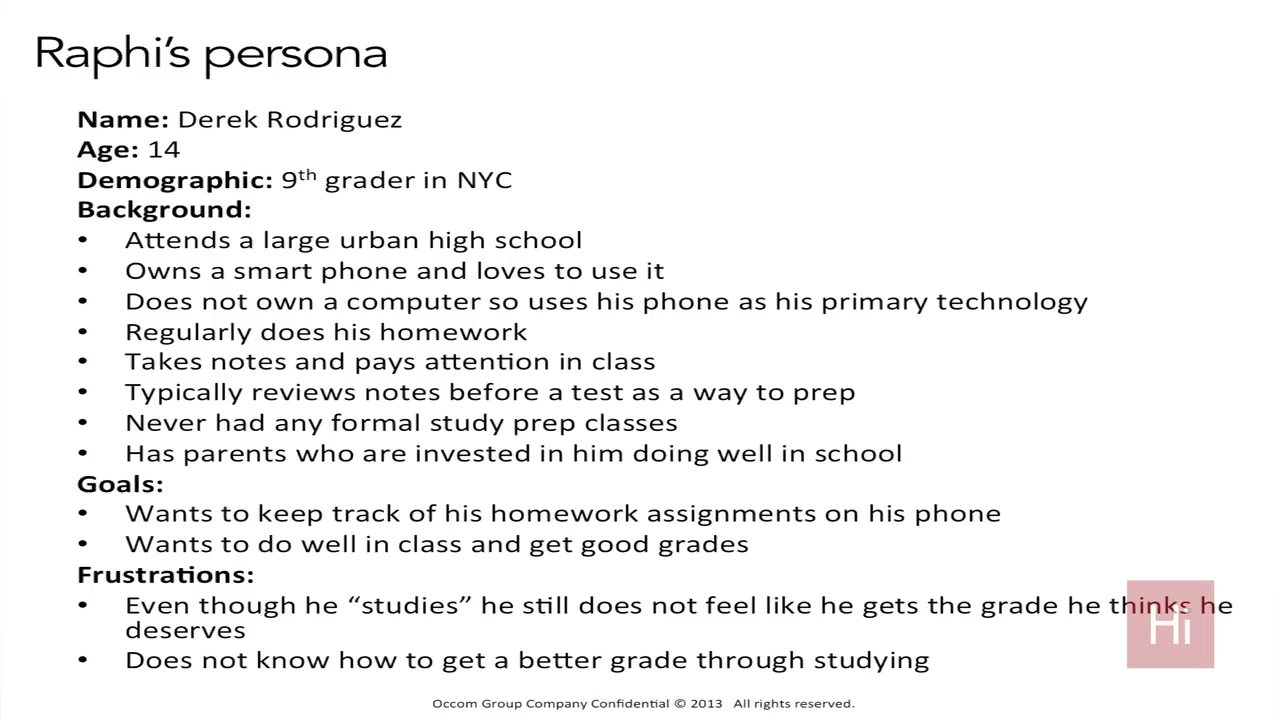 Raphi's persona
Name: Derek Rodriguez
Age: 14
Demographic: 9th grader in NYC
Background:
• Attends a large urban high school
• Owns a smart phone and loves to use it
• Does not own a computer so uses his phone as his primary technology
• Regularly does his homework
• Takes notes and pays attention in class
• Typically reviews notes before a test as a way to prep
• Never had any formal study prep classes
• Has parents who are invested in him doing well in school
Goals:
• Wants to keep track of his homework assignments on his phone
• Wants to do well in class and get good grades
Frustrations:
• Even though he “studies” he still does not feel like he gets the grade he thinks he
deserves
• Does not know how to get a better grade through studying
Hi
Occom Group Company Confidential © 2013 All rights reserved.